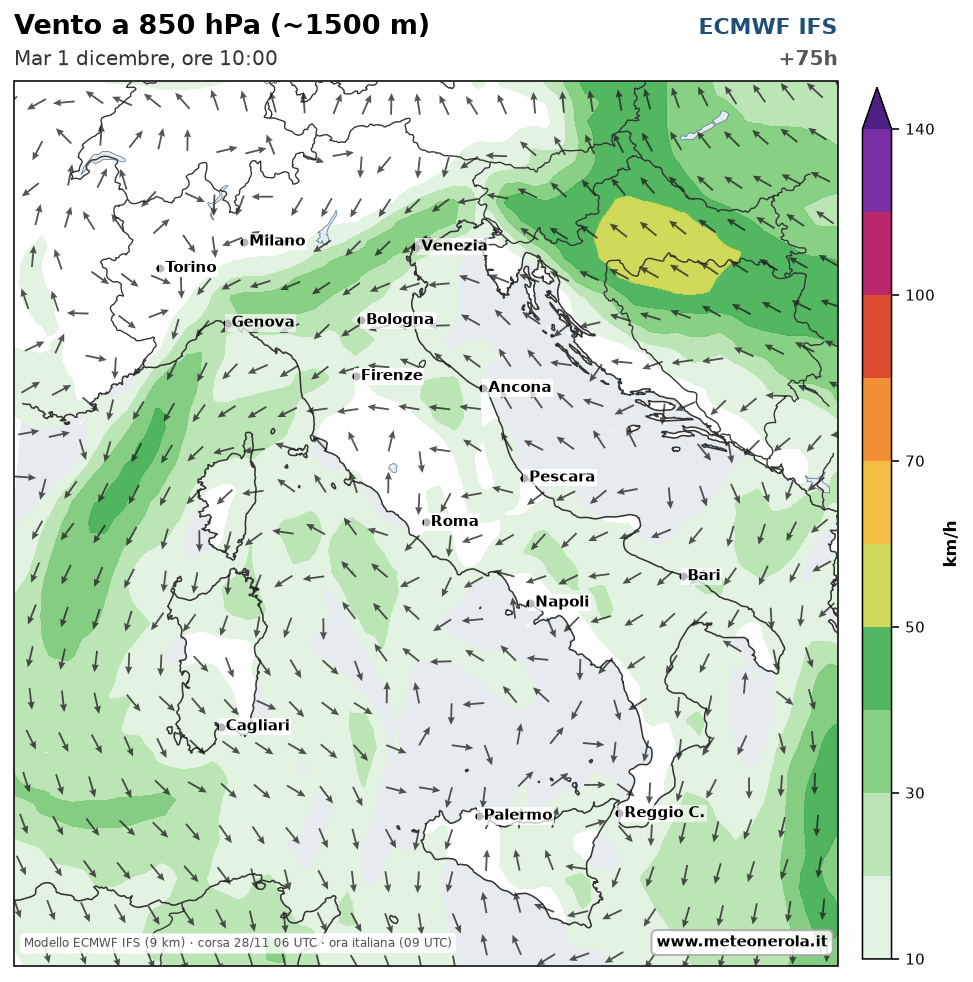 Vento a 850 hPa (~1500 m)
ECMWF IFS
Mar 1 dicembre, ore 10:00
+75h
140
100
70
50
30
10
km/h
Milano
Venezia
Torino
Genova
Bologna
Firenze
Ancona
Pescara
Roma
Bari
Napoli
Cagliari
Palermo
Reggio C.
Modello ECMWF IFS (9 km) · corsa 28/11 06 UTC · ora italiana (09 UTC)
www.meteonerola.it